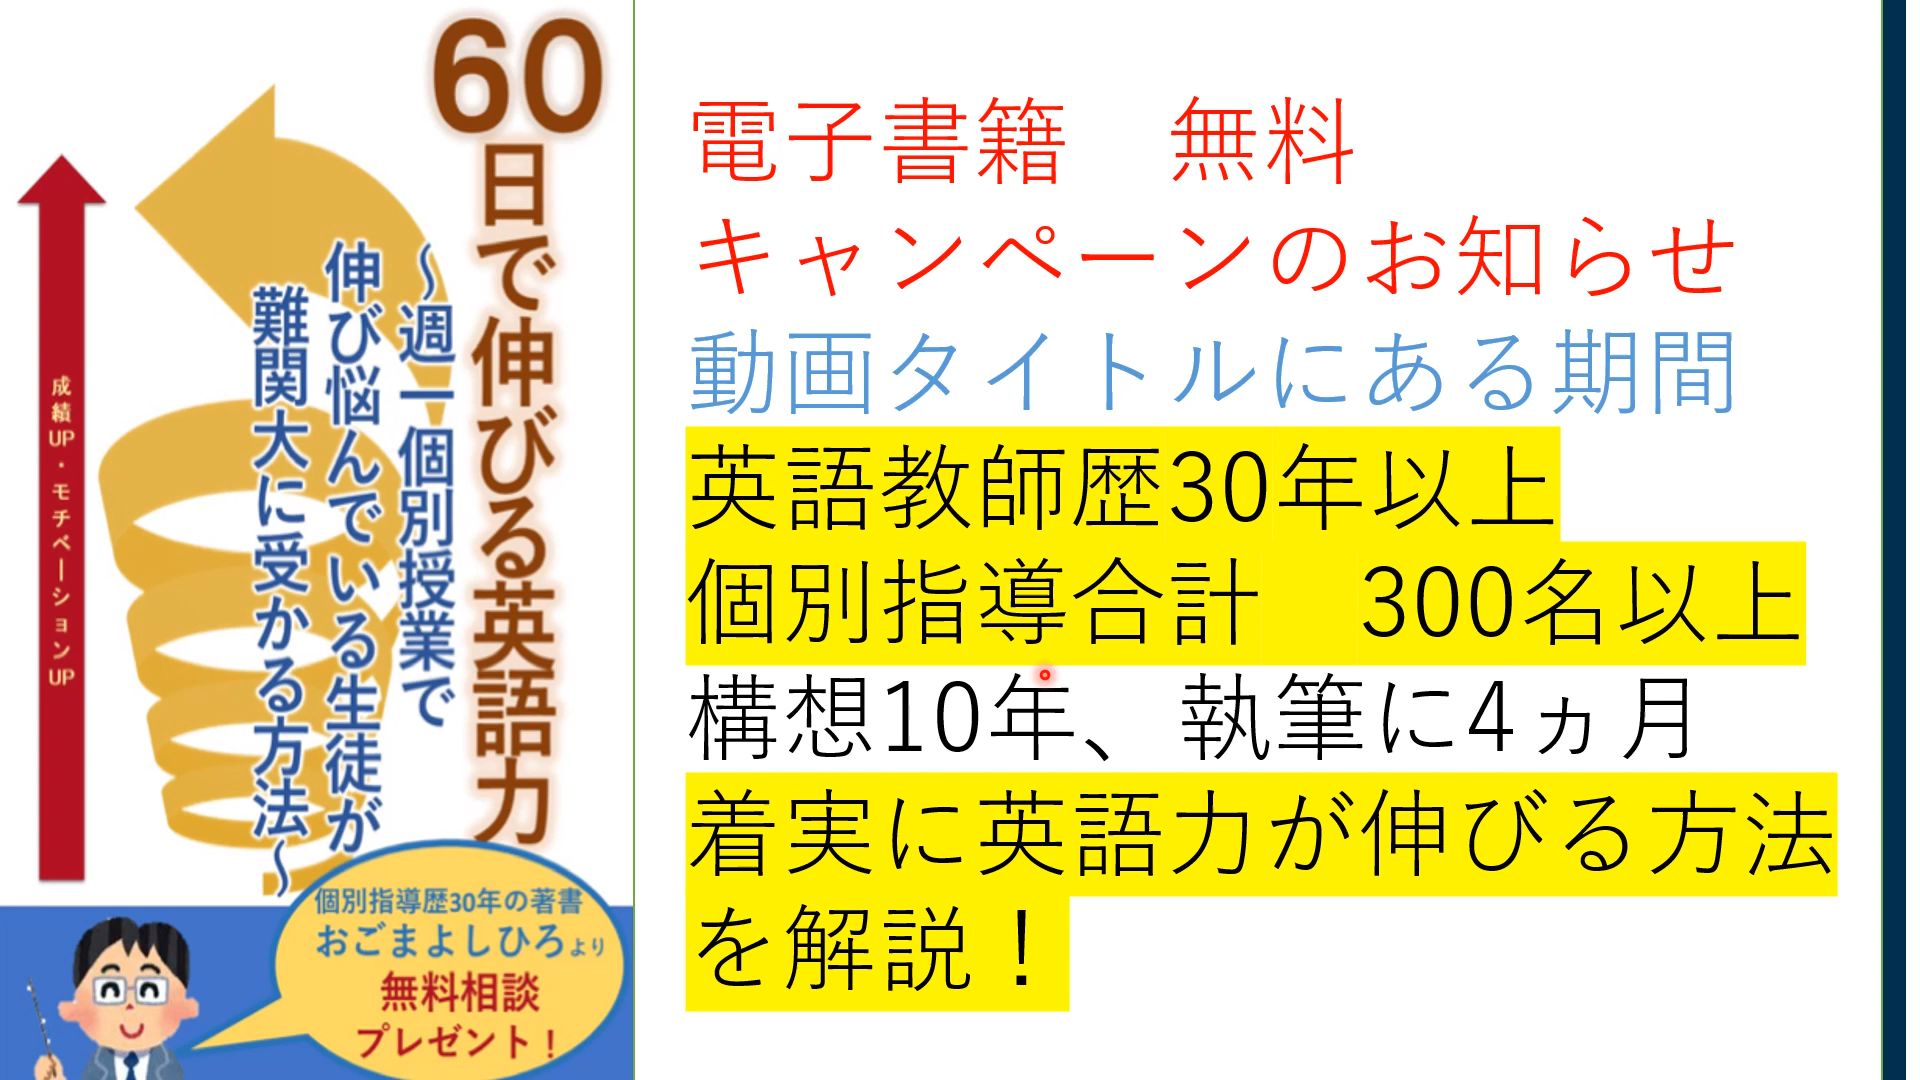 60日で伸びる英語力
～週一個別授業で
伸び悩んでいる生徒が
難関大に受かる方法～
成績UP・モチベーションUP
個別指導歴30年の著書
おごまよしひろより
無料相談
プレゼント！
電子書籍　無料
キャンペーンのお知らせ
動画タイトルにある期間
英語教師歴30年以上
個別指導合計　300名以上
構想10年、執筆に4ヵ月
着実に英語力が伸びる方法
を解説！